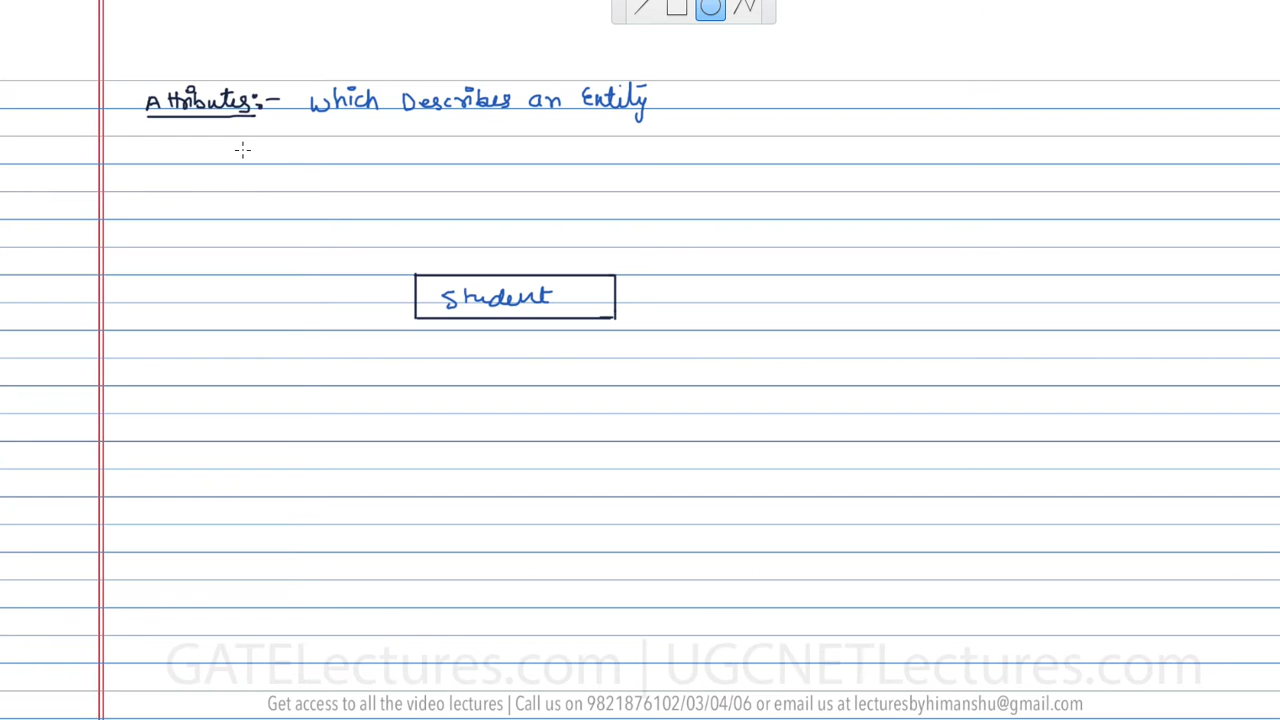 Attributes:- Which Describes an Entity
Student
GATELectures.com | UGCNETLectures.com
Get access to all the video lectures | Call us on 9821876102/03/04/06 or email us at lecturesbyhimanshu@gmail.com